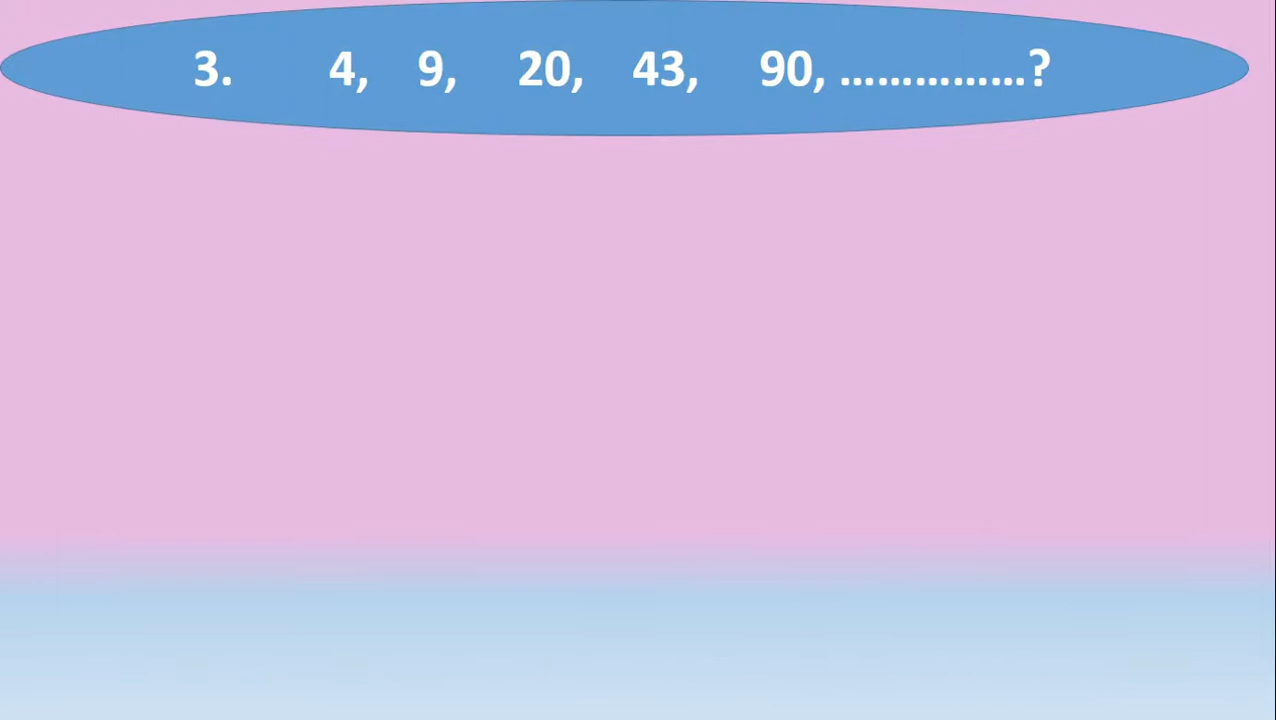 3. 4, 9, 20, 43, 90, ……………?